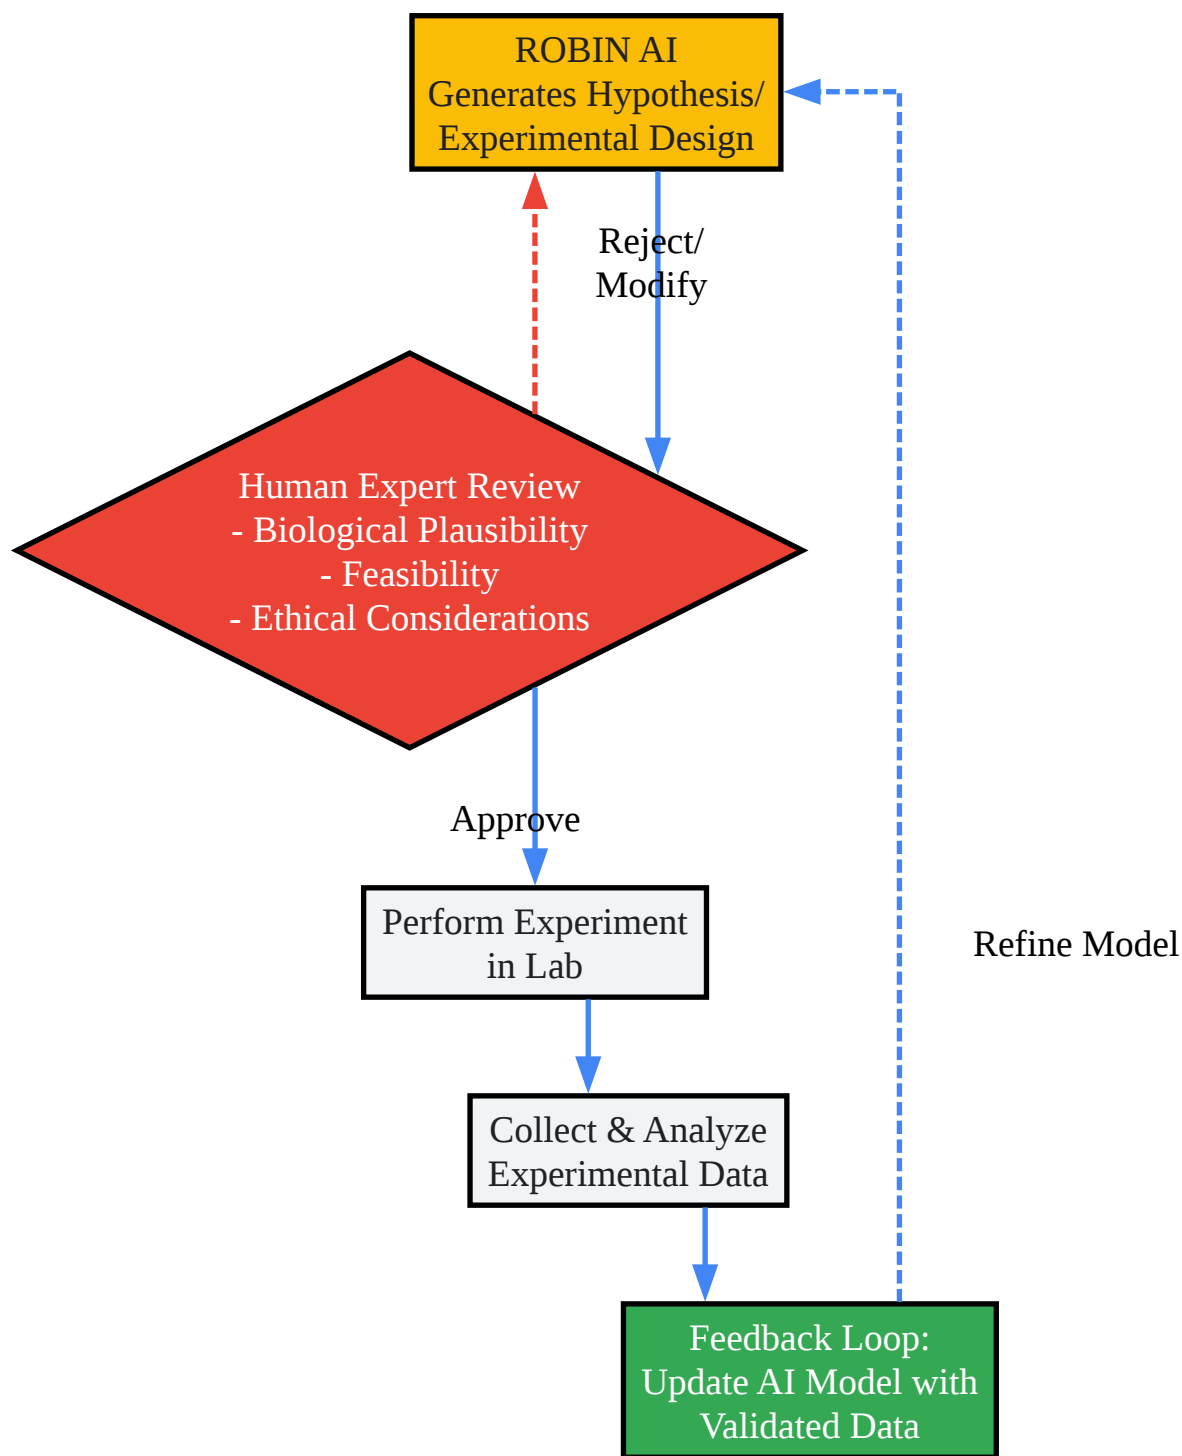 ROBIN AI
Generates Hypothesis/
Experimental Design
Reject/
Modify
Human Expert Review
- Biological Plausibility
- Feasibility
- Ethical Considerations
Approve
Perform Experiment
in Lab
Refine Model
Collect & Analyze
Experimental Data
Feedback Loop:
Update AI Model with
Validated Data